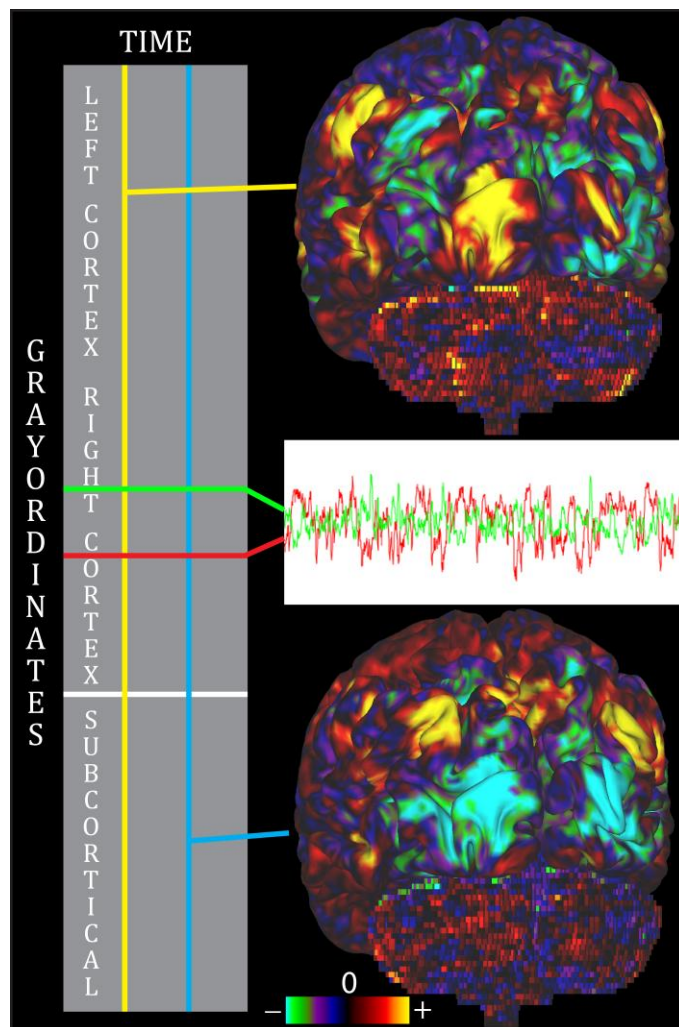 TIME
GRAYORDINATES
LEFT CORTEX
RIGHT CORTEX
SUBCORTICAL
0
– +